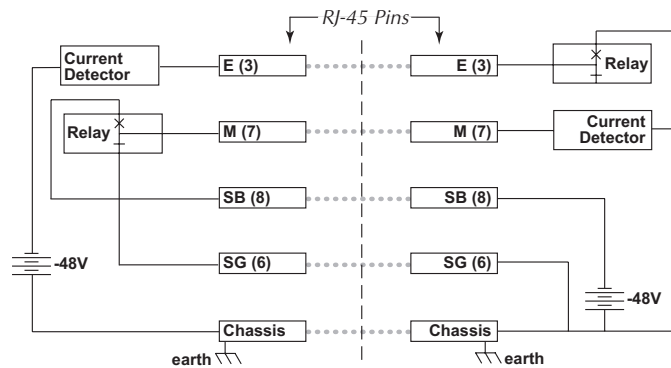 RJ-45 Pins
Current
Detector
E (3)
E (3)
Relay
Relay
M (7)
M (7)
Current
Detector
SB (8)
SB (8)
-48V
SG (6)
SG (6)
-48V
Chassis
Chassis
earth
earth